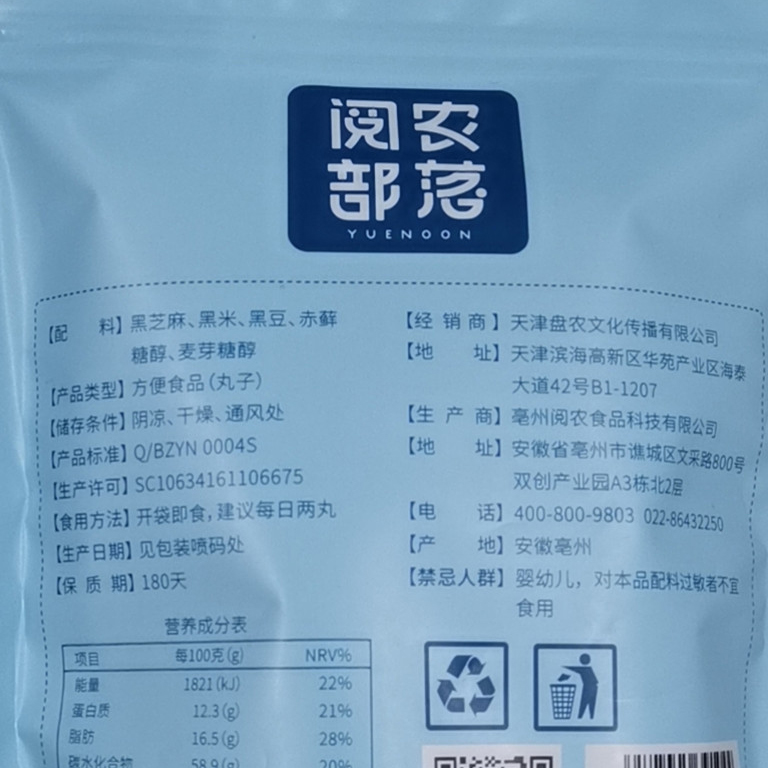 阅农
部落
YUENOON
【配 料】黑芝麻、黑米、黑豆、赤藓
糖醇、麦芽糖醇
【产品类型】方便食品(丸子)
【储存条件】阴凉、干燥、通风处
【产品标准】Q/BZYN 0004S
【生产许可】SC10634161106675
【食用方法】开袋即食，建议每日两丸
【生产日期】见包装喷码处
【保 质 期】180天
【经 销 商】天津盘农文化传播有限公司
【地 址】天津滨海高新区华苑产业区海泰
大道42号B1-1207
【生 产 商】亳州阅农食品科技有限公司
【地 址】安徽省亳州市谯城区文采路800号
双创产业园A3栋北2层
【电 话】400-800-9803 022-86432250
【产 地】安徽亳州
【禁忌人群】婴幼儿，对本品配料过敏者不宜
食用
营养成分表
项目 每100克(g) NRV%
能量 1821(kJ) 22%
蛋白质 12.3(g) 21%
脂肪 16.5(g) 28%
碳水化合物 58.9(g) 20%